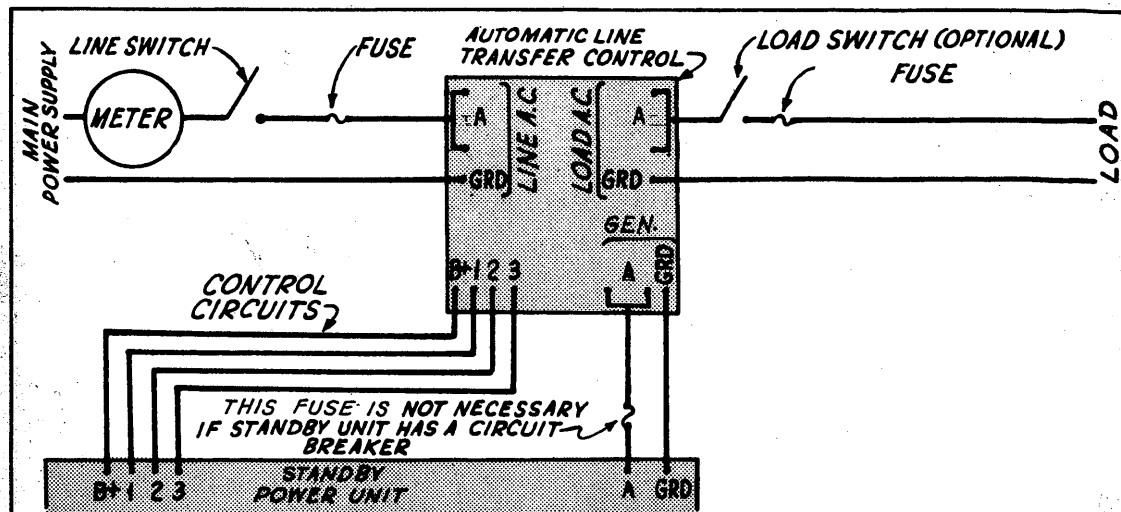 LINE SWITCH
FUSE
AUTOMATIC LINE
TRANSFER CONTROL
LOAD SWITCH (OPTIONAL)
FUSE
MAIN
POWER SUPPLY
METER
A
LINE A.C.
LOAD A.C.
A
LOAD
GRD
GRD
GEN.
B+ 1 2 3
A
GRD
CONTROL
CIRCUITS
THIS FUSE IS NOT NECESSARY
IF STANDBY UNIT HAS A CIRCUIT
BREAKER
B+ 1 2 3
STANDBY
POWER UNIT
A GRD